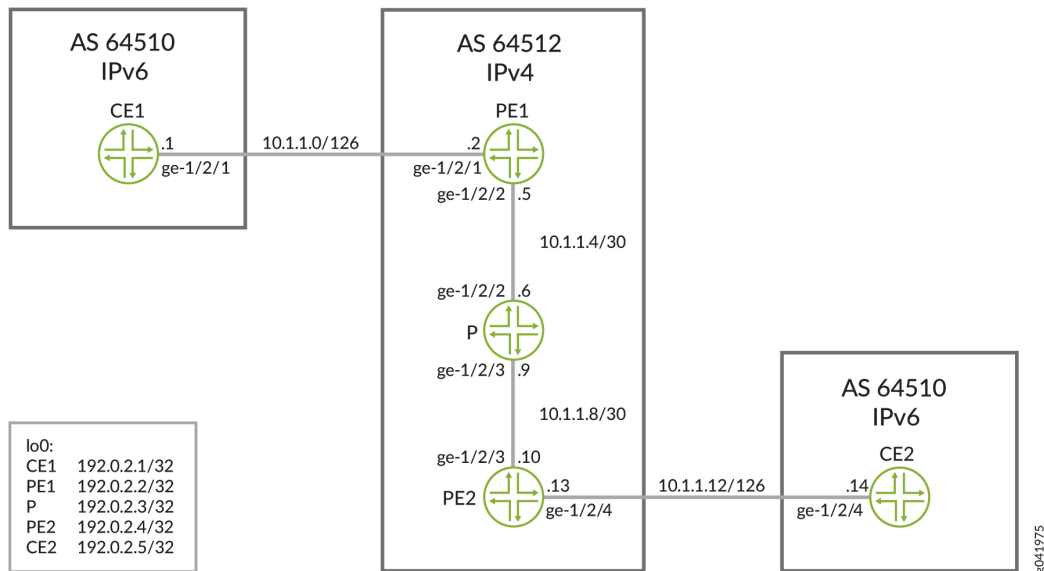 AS 64510
IPv6
CE1
.1
ge-1/2/1
10.1.1.0/126
AS 64512
IPv4
PE1
.2
ge-1/2/1
ge-1/2/2 .5
10.1.1.4/30
ge-1/2/2 .6
P
ge-1/2/3 .9
10.1.1.8/30
ge-1/2/3 .10
PE2
.13
ge-1/2/4
10.1.1.12/126
AS 64510
IPv6
CE2
.14
ge-1/2/4
lo0:
CE1 192.0.2.1/32
PE1 192.0.2.2/32
P 192.0.2.3/32
PE2 192.0.2.4/32
CE2 192.0.2.5/32
g041975